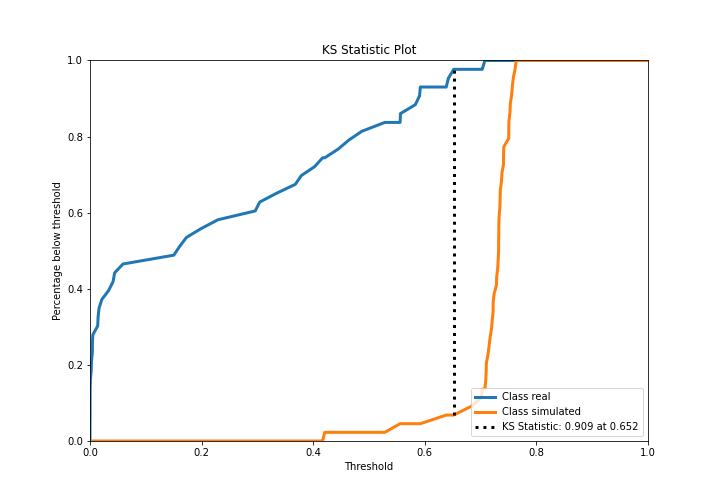 KS Statistic Plot
1.0
0.8
0.6
0.4
0.2
0.0
Percentage below threshold
0.0 0.2 0.4 0.6 0.8 1.0
Threshold
Class real
Class simulated
KS Statistic: 0.909 at 0.652